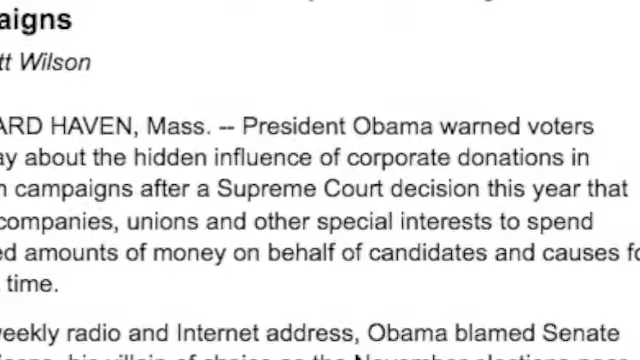 aigns
tt Wilson
ARD HAVEN, Mass. -- President Obama warned voters
ay about the hidden influence of corporate donations in
n campaigns after a Supreme Court decision this year that
companies, unions and other special interests to spend
ed amounts of money on behalf of candidates and causes fo
time.
weekly radio and Internet address, Obama blamed Senate